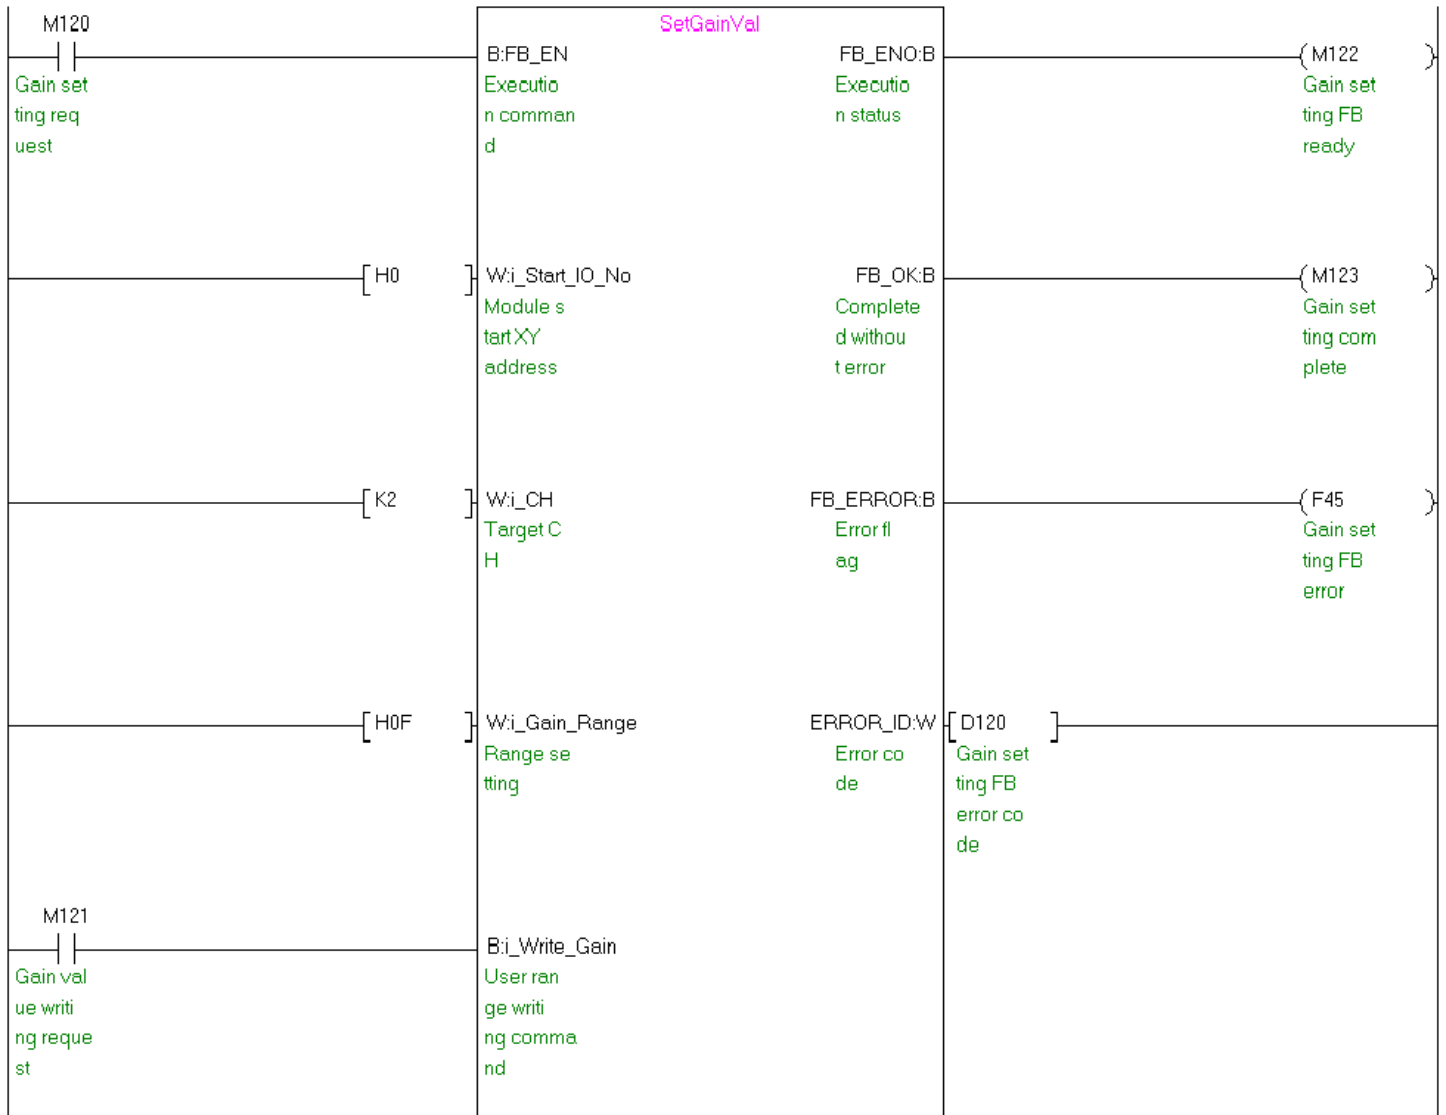 M120
SetGainVal
B:FB_EN
FB_ENO:B
M122
Gain set
ting req
uest
Executio
n comman
d
Executio
n status
Gain set
ting FB
ready
H0
W:i_Start_IO_No
FB_OK:B
M123
Module s
tart XY
address
Complete
d withou
t error
Gain set
ting com
plete
K2
W:i_CH
FB_ERROR:B
F45
Target C
H
Error fl
ag
Gain set
ting FB
error
H0F
W:i_Gain_Range
ERROR_ID:W
D120
Range se
tting
Error co
de
Gain set
ting FB
error co
de
M121
B:i_Write_Gain
Gain val
ue writi
ng reque
st
User ran
ge writi
ng comma
nd